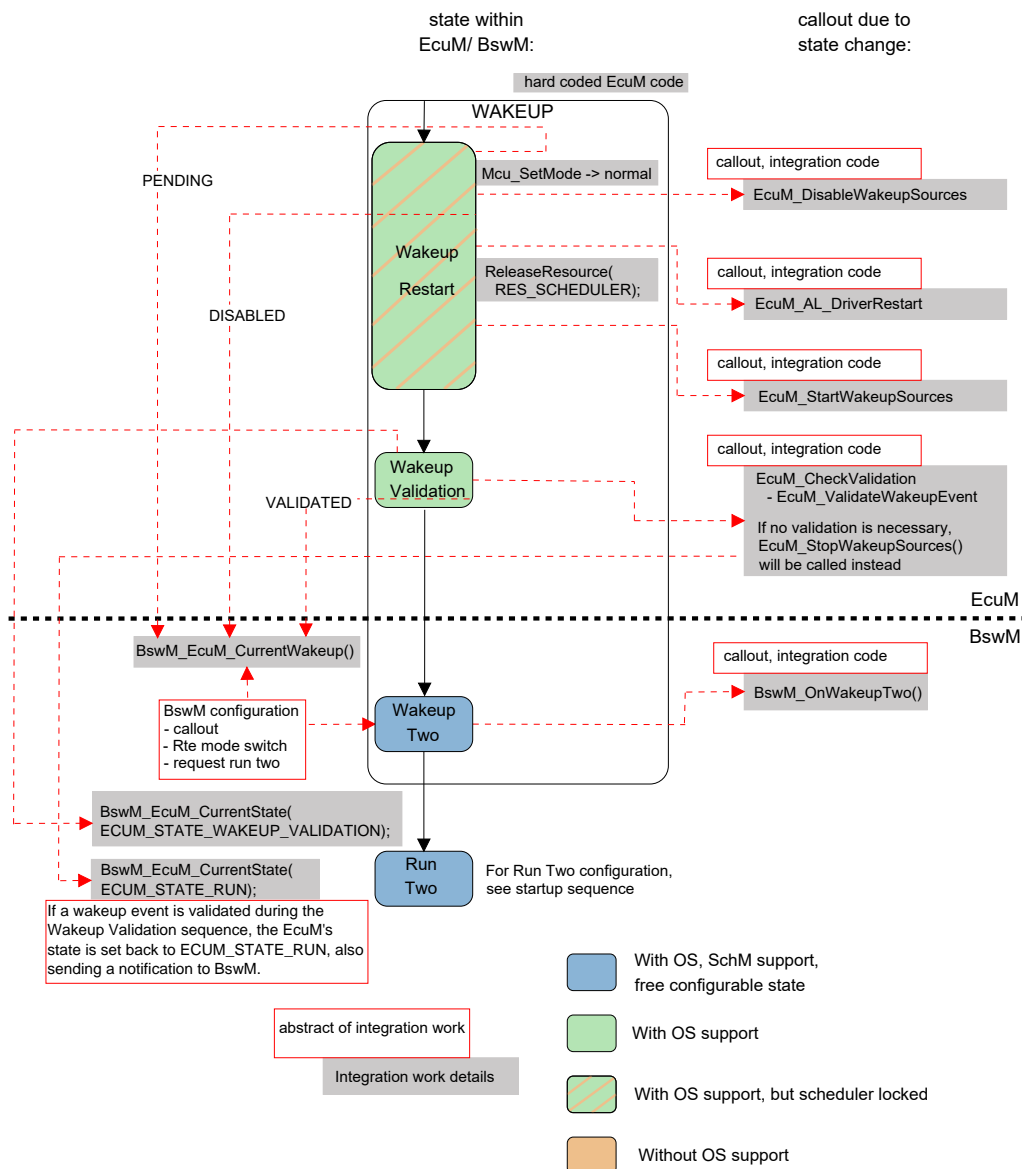 state within
EcuM/ BswM:
callout due to
state change:
hard coded EcuM code
WAKEUP
PENDING
Mcu_SetMode -> normal
callout, integration code
EcuM_DisableWakeupSources
Wakeup
Restart
ReleaseResource(
RES_SCHEDULER);
callout, integration code
EcuM_AL_DriverRestart
DISABLED
callout, integration code
EcuM_StartWakeupSources
Wakeup
Validation
VALIDATED
callout, integration code
EcuM_CheckValidation
- EcuM_ValidateWakeupEvent
If no validation is necessary,
EcuM_StopWakeupSources()
will be called instead
EcuM
BswM
BswM_EcuM_CurrentWakeup()
callout, integration code
BswM_OnWakeupTwo()
BswM configuration
- callout
- Rte mode switch
- request run two
Wakeup
Two
BswM_EcuM_CurrentState(
ECUM_STATE_WAKEUP_VALIDATION);
BswM_EcuM_CurrentState(
ECUM_STATE_RUN);
Run
Two
For Run Two configuration,
see startup sequence
If a wakeup event is validated during the
Wakeup Validation sequence, the EcuM's
state is set back to ECUM_STATE_RUN, also
sending a notification to BswM.
With OS, SchM support,
free configurable state
abstract of integration work
With OS support
Integration work details
With OS support, but scheduler locked
Without OS support